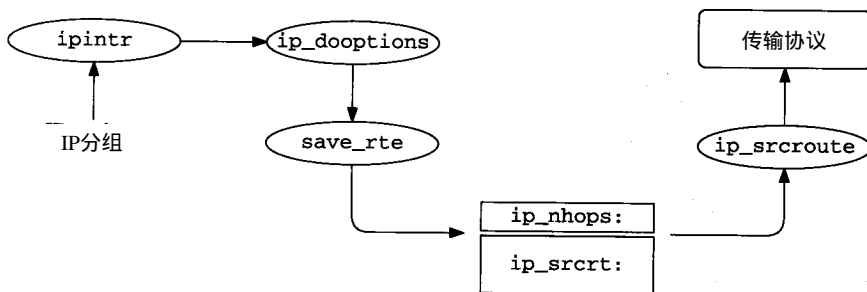 ipintr
ip_dooptions
传输协议
IP分组
save_rte
ip_srcroute
ip_nhops:
ip_srcrt: